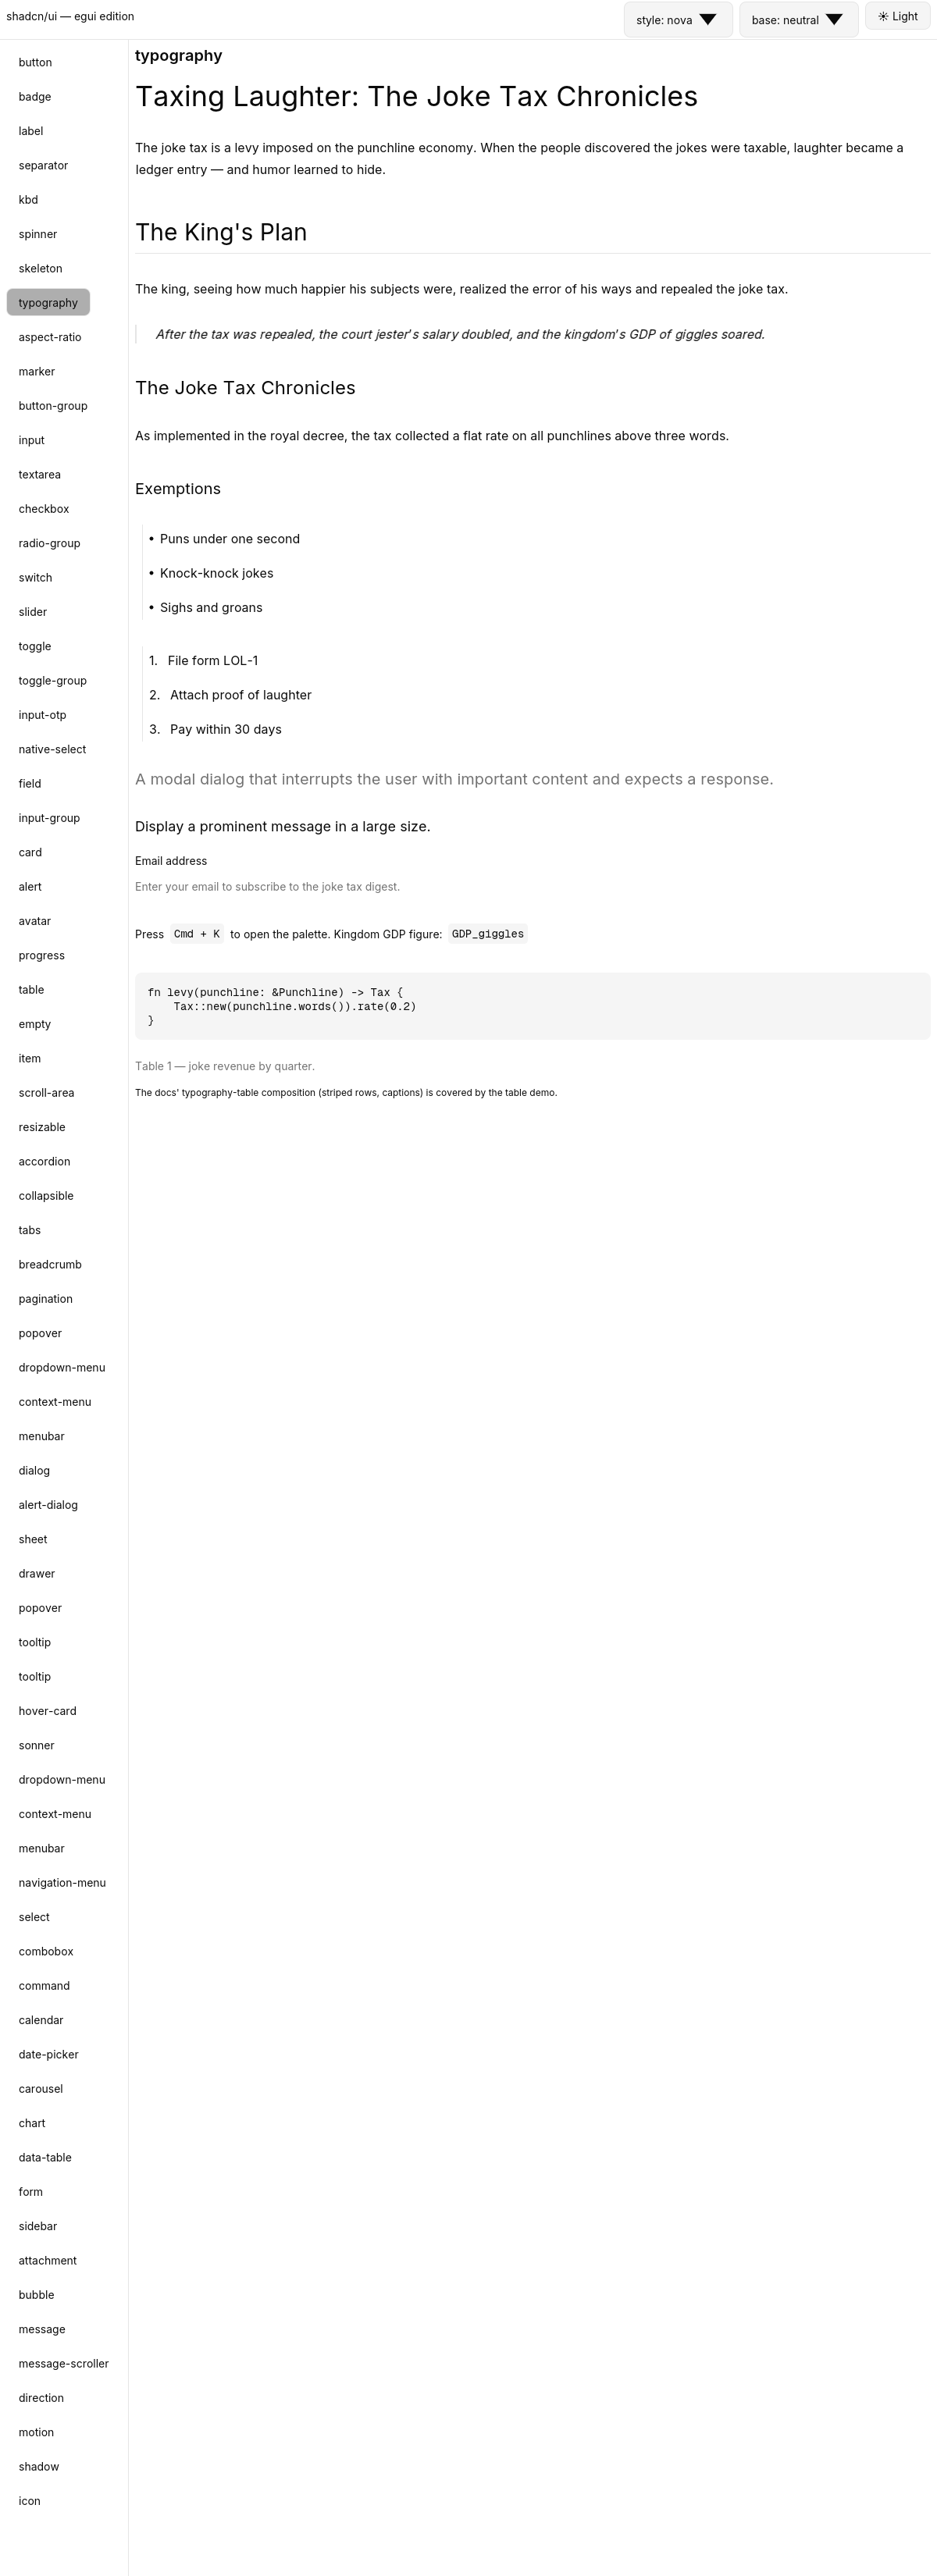 shadcn/ui — egui edition
style: nova
base: neutral
☀ Light
button
badge
label
separator
kbd
spinner
skeleton
typography
aspect-ratio
marker
button-group
input
textarea
checkbox
radio-group
switch
slider
toggle
toggle-group
input-otp
native-select
field
input-group
card
alert
avatar
progress
table
empty
item
scroll-area
resizable
accordion
collapsible
tabs
breadcrumb
pagination
popover
dropdown-menu
context-menu
menubar
dialog
alert-dialog
sheet
drawer
popover
tooltip
tooltip
hover-card
sonner
dropdown-menu
context-menu
menubar
navigation-menu
select
combobox
command
calendar
date-picker
carousel
chart
data-table
form
sidebar
attachment
bubble
message
message-scroller
direction
motion
shadow
icon
typography
Taxing Laughter: The Joke Tax Chronicles
The joke tax is a levy imposed on the punchline economy. When the people discovered the jokes were taxable, laughter became a
ledger entry — and humor learned to hide.
The King's Plan
The king, seeing how much happier his subjects were, realized the error of his ways and repealed the joke tax.
After the tax was repealed, the court jester's salary doubled, and the kingdom's GDP of giggles soared.
The Joke Tax Chronicles
As implemented in the royal decree, the tax collected a flat rate on all punchlines above three words.
Exemptions
• Puns under one second
• Knock-knock jokes
• Sighs and groans
1. File form LOL-1
2. Attach proof of laughter
3. Pay within 30 days
A modal dialog that interrupts the user with important content and expects a response.
Display a prominent message in a large size.
Email address
Enter your email to subscribe to the joke tax digest.
Press Cmd + K to open the palette. Kingdom GDP figure: GDP_giggles
fn levy(punchline: &Punchline) -> Tax {
    Tax::new(punchline.words()).rate(0.2)
}
Table 1 — joke revenue by quarter.
The docs' typography-table composition (striped rows, captions) is covered by the table demo.